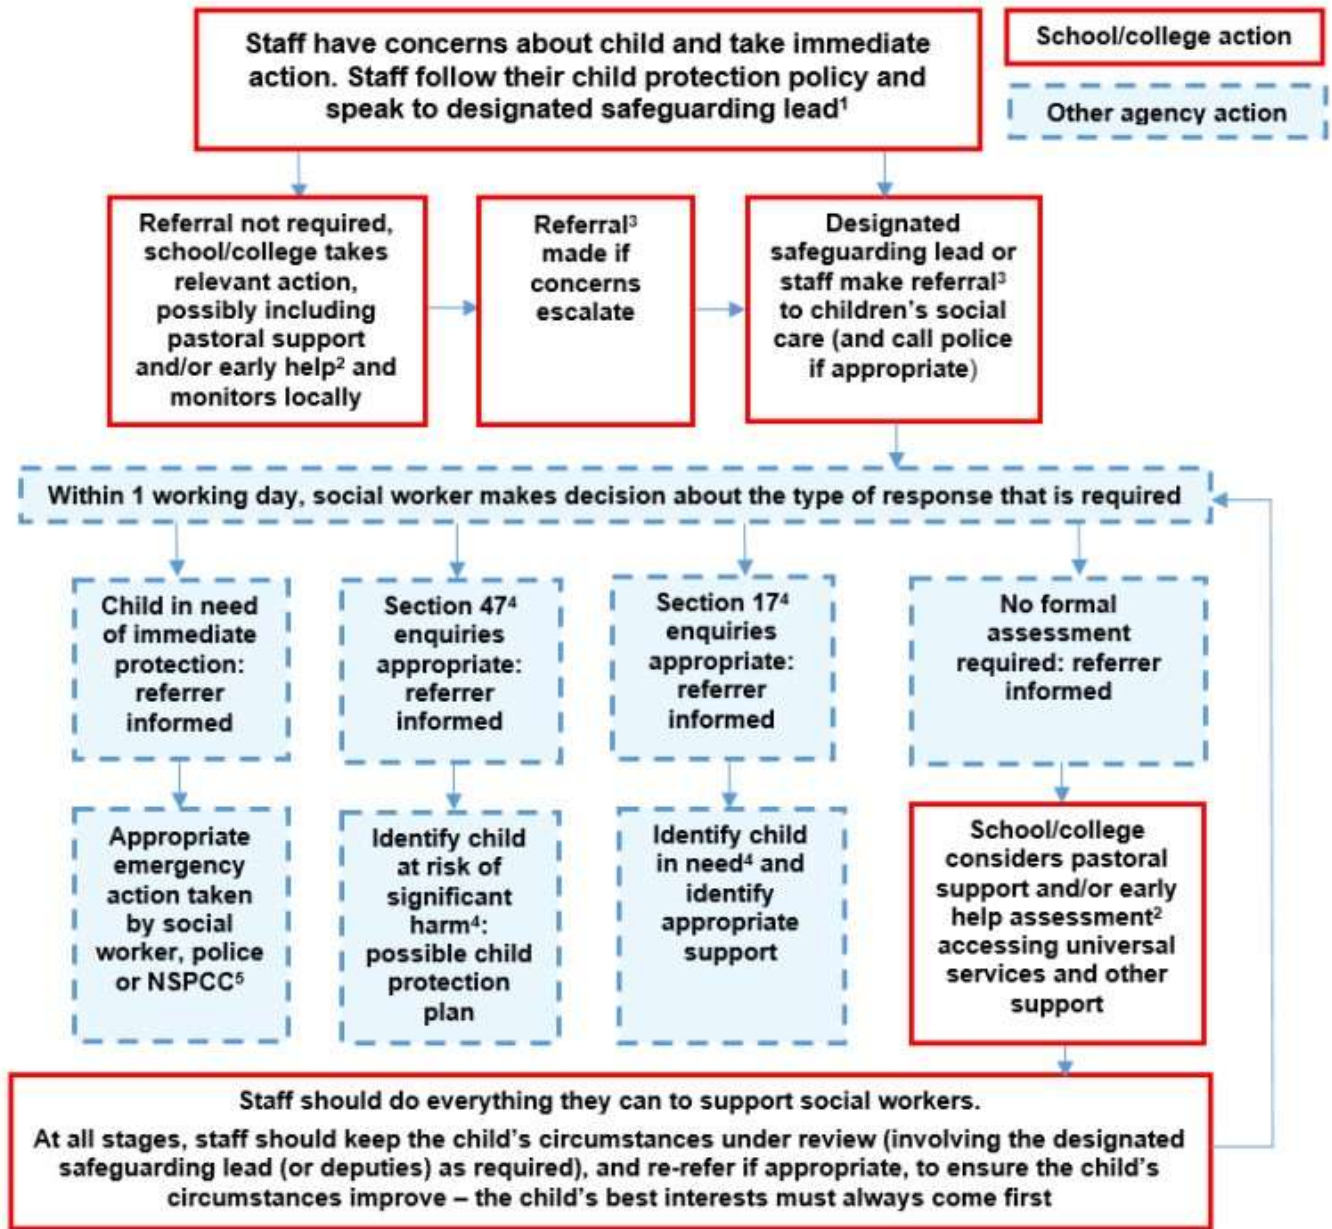 Staff have concerns about child and take immediate
action. Staff follow their child protection policy and
speak to designated safeguarding lead¹
School/college action
Other agency action
Referral not required,
school/college takes
relevant action,
possibly including
pastoral support
and/or early help² and
monitors locally
Referral³
made if
concerns
escalate
Designated
safeguarding lead or
staff make referral³
to children’s social
care (and call police
if appropriate)
Within 1 working day, social worker makes decision about the type of response that is required
Child in need
of immediate
protection:
referrer
informed
Section 47⁴
enquiries
appropriate:
referrer
informed
Section 17⁴
enquiries
appropriate:
referrer
informed
No formal
assessment
required: referrer
informed
Appropriate
emergency
action taken
by social
worker, police
or NSPCC⁵
Identify child
at risk of
significant
harm⁴:
possible child
protection
plan
Identify child
in need⁴ and
identify
appropriate
support
School/college
considers pastoral
support and/or early
help assessment²
accessing universal
services and other
support
Staff should do everything they can to support social workers.
At all stages, staff should keep the child’s circumstances under review (involving the designated
safeguarding lead (or deputies) as required), and re-refer if appropriate, to ensure the child’s
circumstances improve – the child’s best interests must always come first